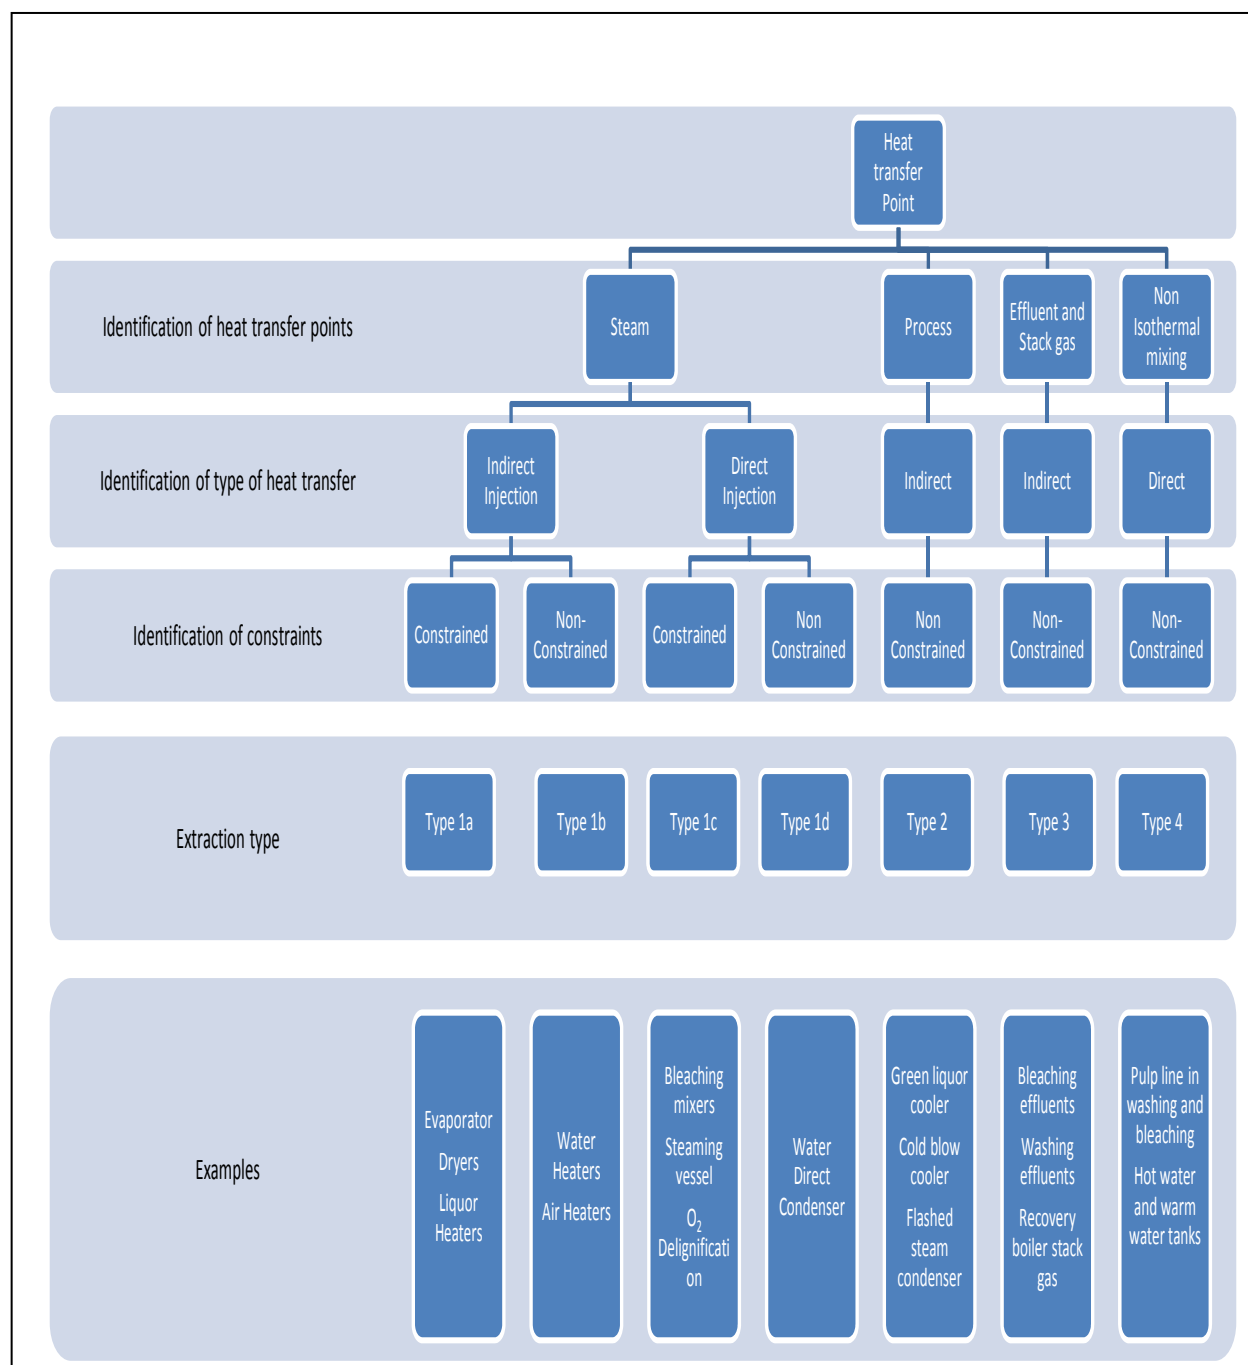 Heat
transfer
Point
Identification of heat transfer points
Steam
Process
Effluent and
Stack gas
Non
Isothermal
mixing
Identification of type of heat transfer
Indirect
Injection
Direct
Injection
Indirect
Indirect
Direct
Identification of constraints
Constrained
Non-
Constrained
Constrained
Non
Constrained
Non
Constrained
Non-
Constrained
Non-
Constrained
Extraction type
Type 1a
Type 1b
Type 1c
Type 1d
Type 2
Type 3
Type 4
Examples
Evaporator
Dryers
Liquor
Heaters
Water
Heaters
Air Heaters
Bleaching
mixers
Steaming
vessel
O₂
Delignificati
on
Water
Direct
Condenser
Green liquor
cooler
Cold blow
cooler
Flashed
steam
condenser
Bleaching
effluents
Washing
effluents
Recovery
boiler stack
gas
Pulp line in
washing and
bleaching
Hot water
and warm
water tanks